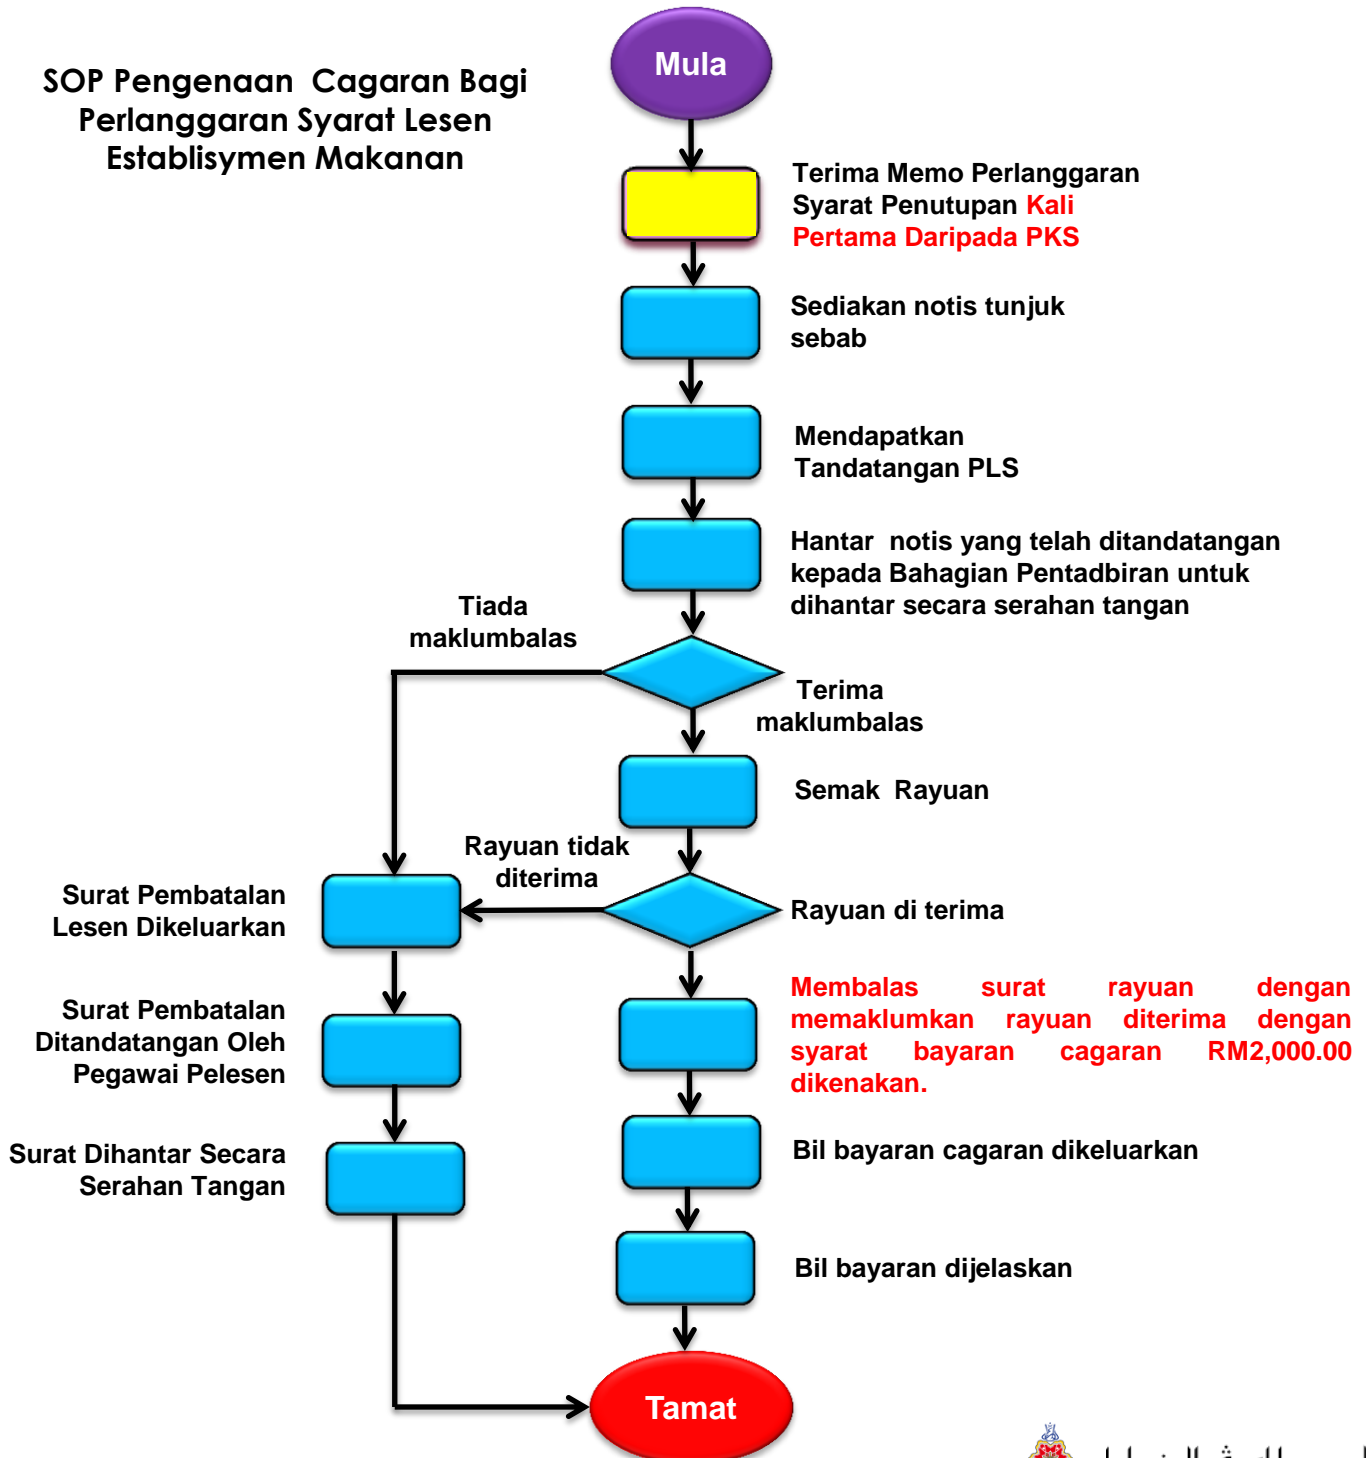 SOP Pengenaan Cagaran Bagi
Perlanggaran Syarat Lesen
Establisymen Makanan
Mula
Terima Memo Perlanggaran
Syarat Penutupan Kali
Pertama Daripada PKS
Sediakan notis tunjuk
sebab
Mendapatkan
Tandatangan PLS
Hantar notis yang telah ditandatangan
kepada Bahagian Pentadbiran untuk
dihantar secara serahan tangan
Tiada
maklumbalas
Terima
maklumbalas
Semak Rayuan
Rayuan tidak
diterima
Rayuan di terima
Surat Pembatalan
Lesen Dikeluarkan
Surat Pembatalan
Ditandatangan Oleh
Pegawai Pelesen
Surat Dihantar Secara
Serahan Tangan
Membalas surat rayuan dengan
memaklumkan rayuan diterima dengan
syarat bayaran cagaran RM2,000.00
dikenakan.
Bil bayaran cagaran dikeluarkan
Bil bayaran dijelaskan
Tamat